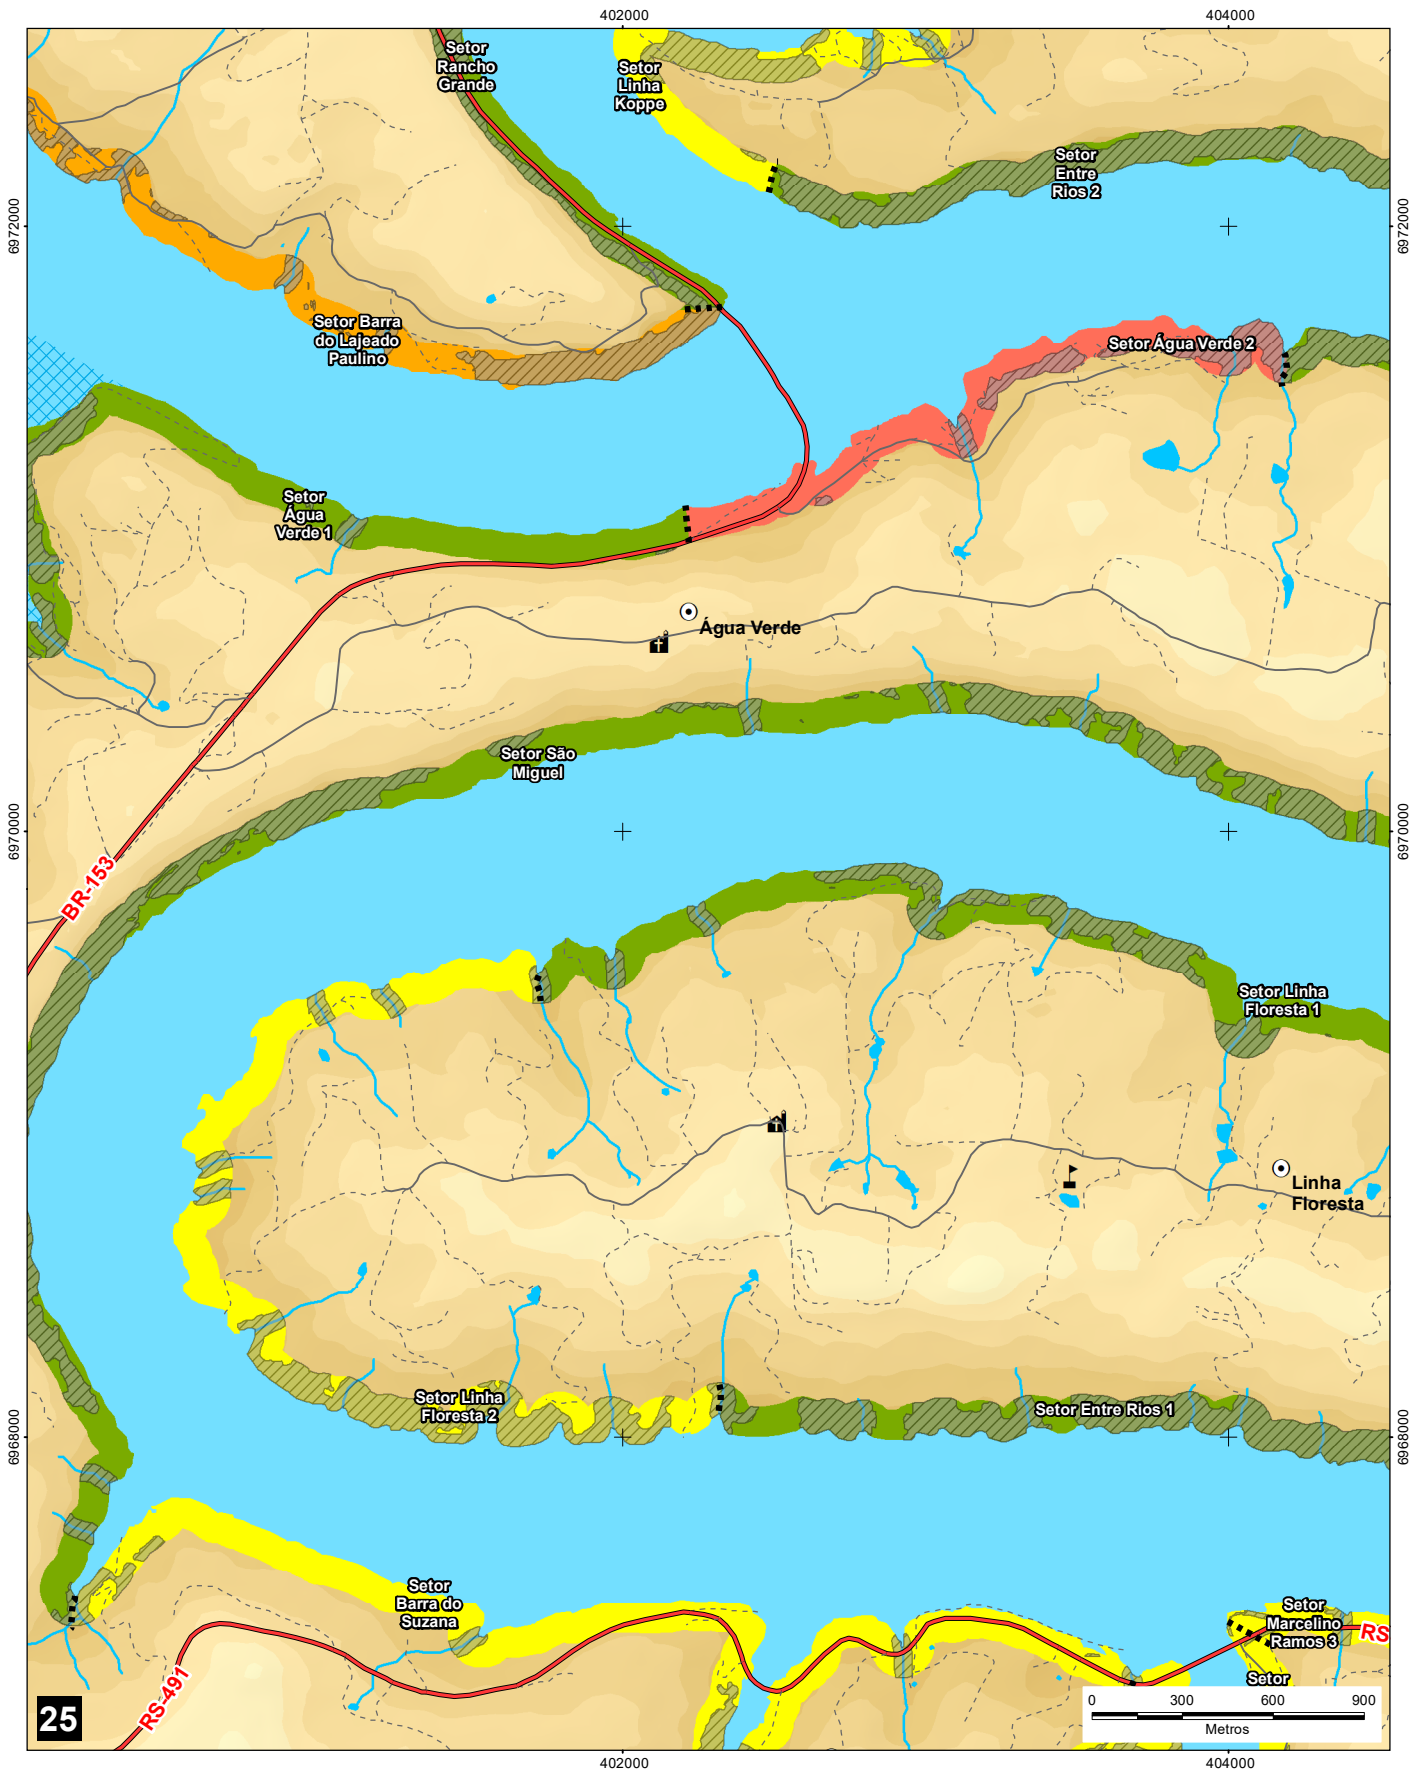 402000
404000
Setor
Rancho
Grande
Setor
Linha
Koppe
Setor
Entre
Rios 2
6972000
6972000
Setor Barra
do Lajeado
Paulino
Setor Água Verde 2
Setor
Água
Verde 1
Água Verde
Setor São
Miguel
6970000
6970000
BR-153
Setor Linha
Floresta 1
Linha
Floresta
Setor Linha
Floresta 2
Setor Entre Rios 1
6968000
6968000
Setor
Barra do
Suzana
Setor
Marcelino
Ramos 3
RS
Setor
RS-491
25
0 300 600 900
Metros
402000
404000